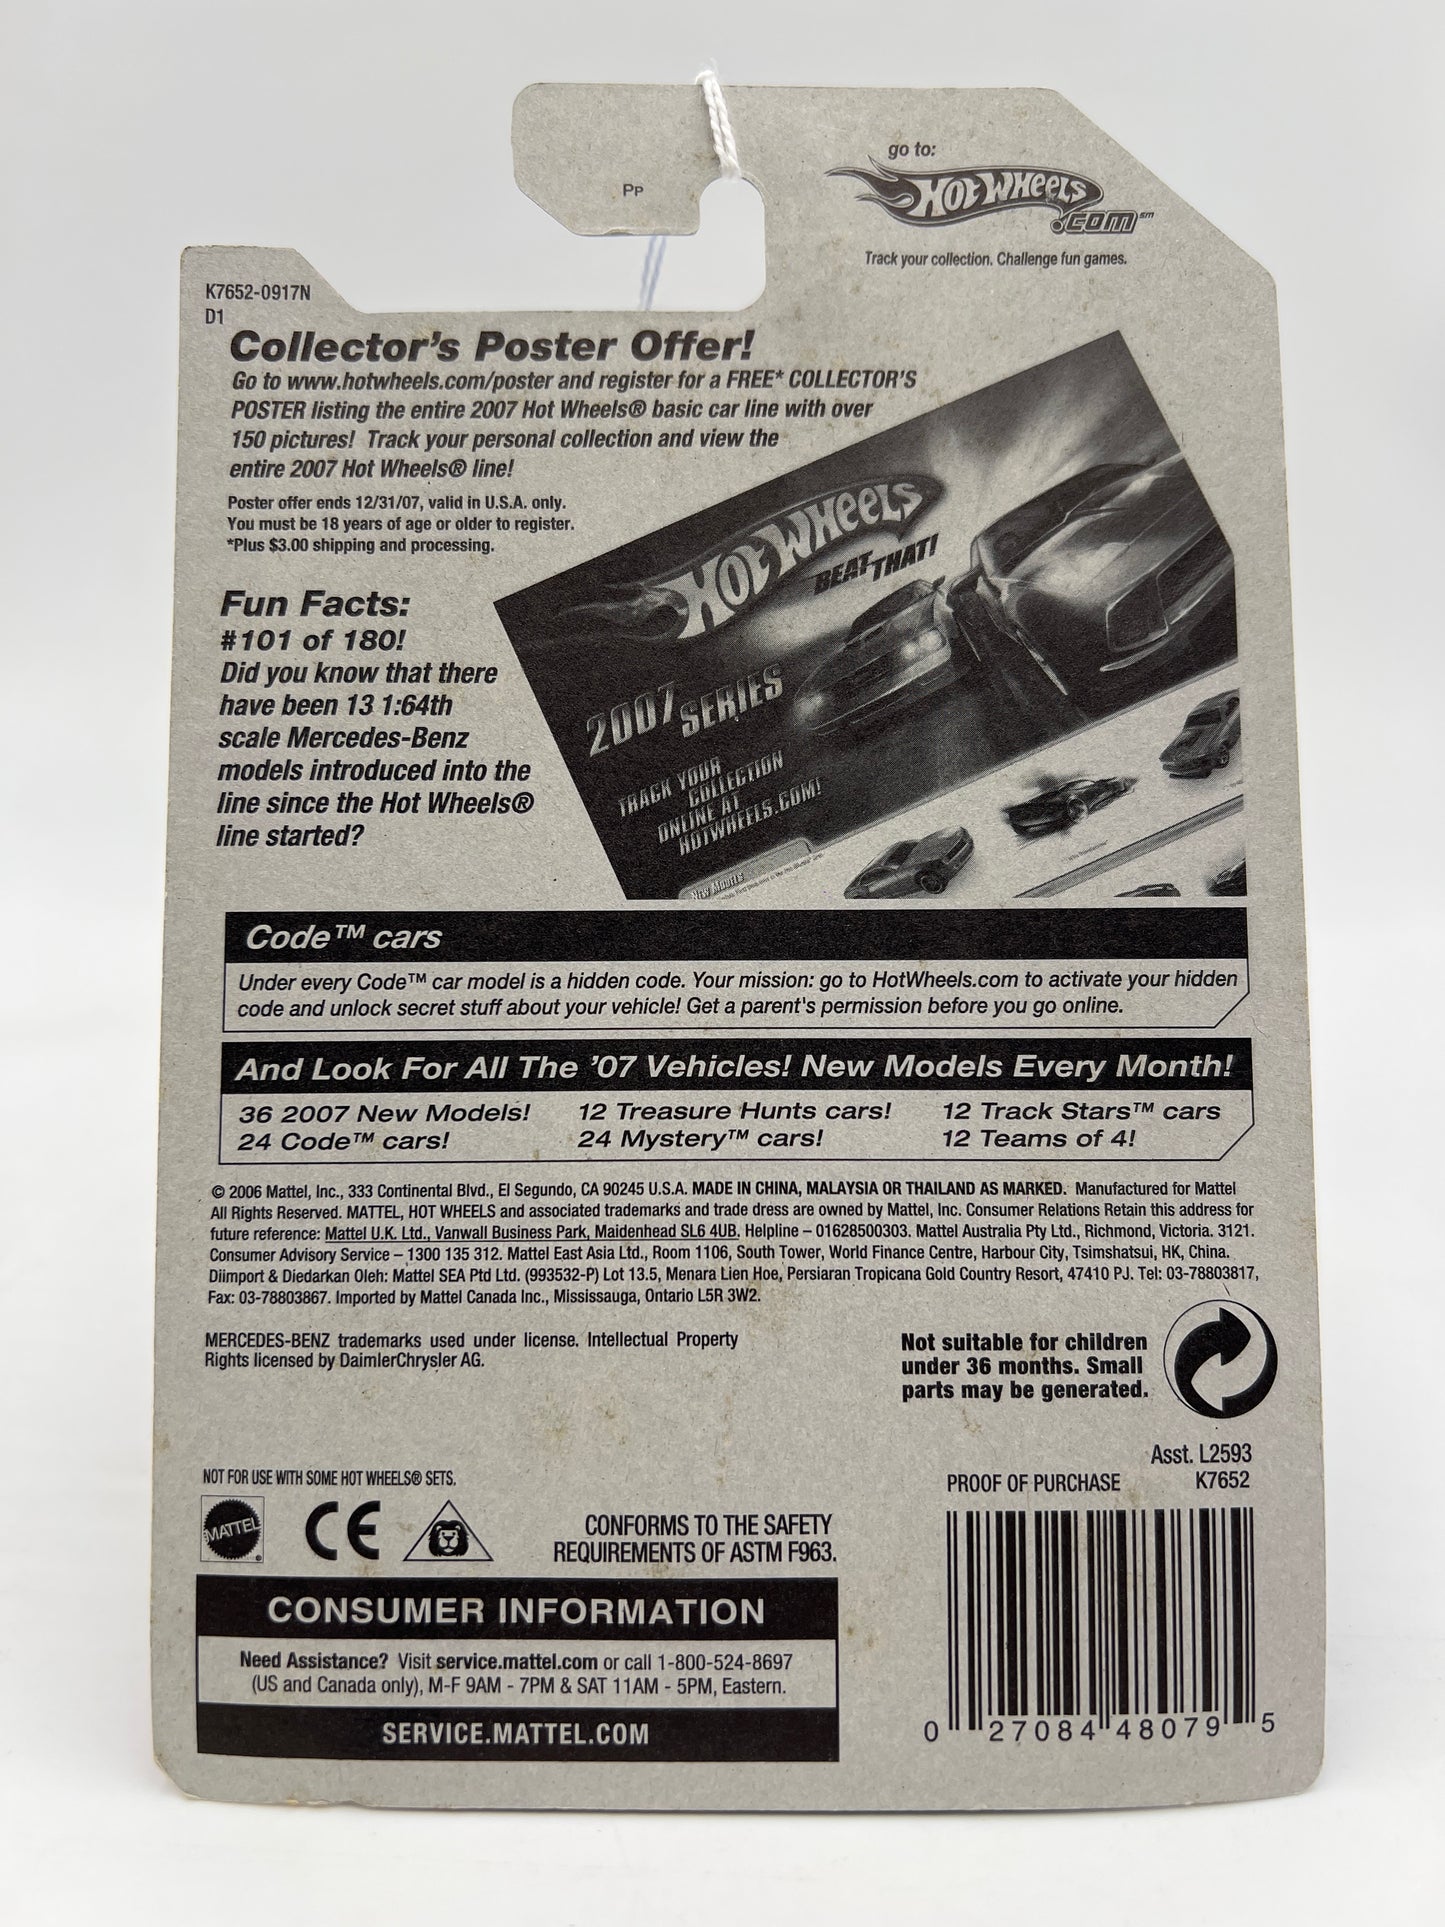 Pp
go to:
HOT WHEELS
.COM℠
Track your collection. Challenge fun games.
K7652-0917N
D1
Collector's Poster Offer!
Go to www.hotwheels.com/poster and register for a FREE* COLLECTOR'S
POSTER listing the entire 2007 Hot Wheels® basic car line with over
150 pictures! Track your personal collection and view the
entire 2007 Hot Wheels® line!
Poster offer ends 12/31/07, valid in U.S.A. only.
You must be 18 years of age or older to register.
*Plus $3.00 shipping and processing.
HOT WHEELS
BEAT THAT!
2007 SERIES
TRACK YOUR
COLLECTION
ONLINE AT
HOTWHEELS.COM!
New Models
Fun Facts:
#101 of 180!
Did you know that there
have been 13 1:64th
scale Mercedes-Benz
models introduced into the
line since the Hot Wheels®
line started?
Code™ cars
Under every Code™ car model is a hidden code. Your mission: go to HotWheels.com to activate your hidden
code and unlock secret stuff about your vehicle! Get a parent's permission before you go online.
And Look For All The '07 Vehicles! New Models Every Month!
36 2007 New Models! 12 Treasure Hunts cars! 12 Track Stars™ cars
24 Code™ cars! 24 Mystery™ cars! 12 Teams of 4!
© 2006 Mattel, Inc., 333 Continental Blvd., El Segundo, CA 90245 U.S.A. MADE IN CHINA, MALAYSIA OR THAILAND AS MARKED. Manufactured for Mattel
All Rights Reserved. MATTEL, HOT WHEELS and associated trademarks and trade dress are owned by Mattel, Inc. Consumer Relations Retain this address for
future reference: Mattel U.K. Ltd., Vanwall Business Park, Maidenhead SL6 4UB. Helpline – 01628500303. Mattel Australia Pty Ltd., Richmond, Victoria. 3121.
Consumer Advisory Service – 1300 135 312. Mattel East Asia Ltd., Room 1106, South Tower, World Finance Centre, Harbour City, Tsimshatsui, HK, China.
Diimport & Diedarkan Oleh: Mattel SEA Ptd Ltd. (993532-P) Lot 13.5, Menara Lien Hoe, Persiaran Tropicana Gold Country Resort, 47410 PJ. Tel: 03-78803817,
Fax: 03-78803867. Imported by Mattel Canada Inc., Mississauga, Ontario L5R 3W2.
MERCEDES-BENZ trademarks used under license. Intellectual Property
Rights licensed by DaimlerChrysler AG.
Not suitable for children
under 36 months. Small
parts may be generated.
Asst. L2593
PROOF OF PURCHASE K7652
NOT FOR USE WITH SOME HOT WHEELS® SETS.
MATTEL®
CE
CONFORMS TO THE SAFETY
REQUIREMENTS OF ASTM F963.
CONSUMER INFORMATION
Need Assistance? Visit service.mattel.com or call 1-800-524-8697
(US and Canada only), M-F 9AM - 7PM & SAT 11AM - 5PM, Eastern.
SERVICE.MATTEL.COM
0 27084 48079 5